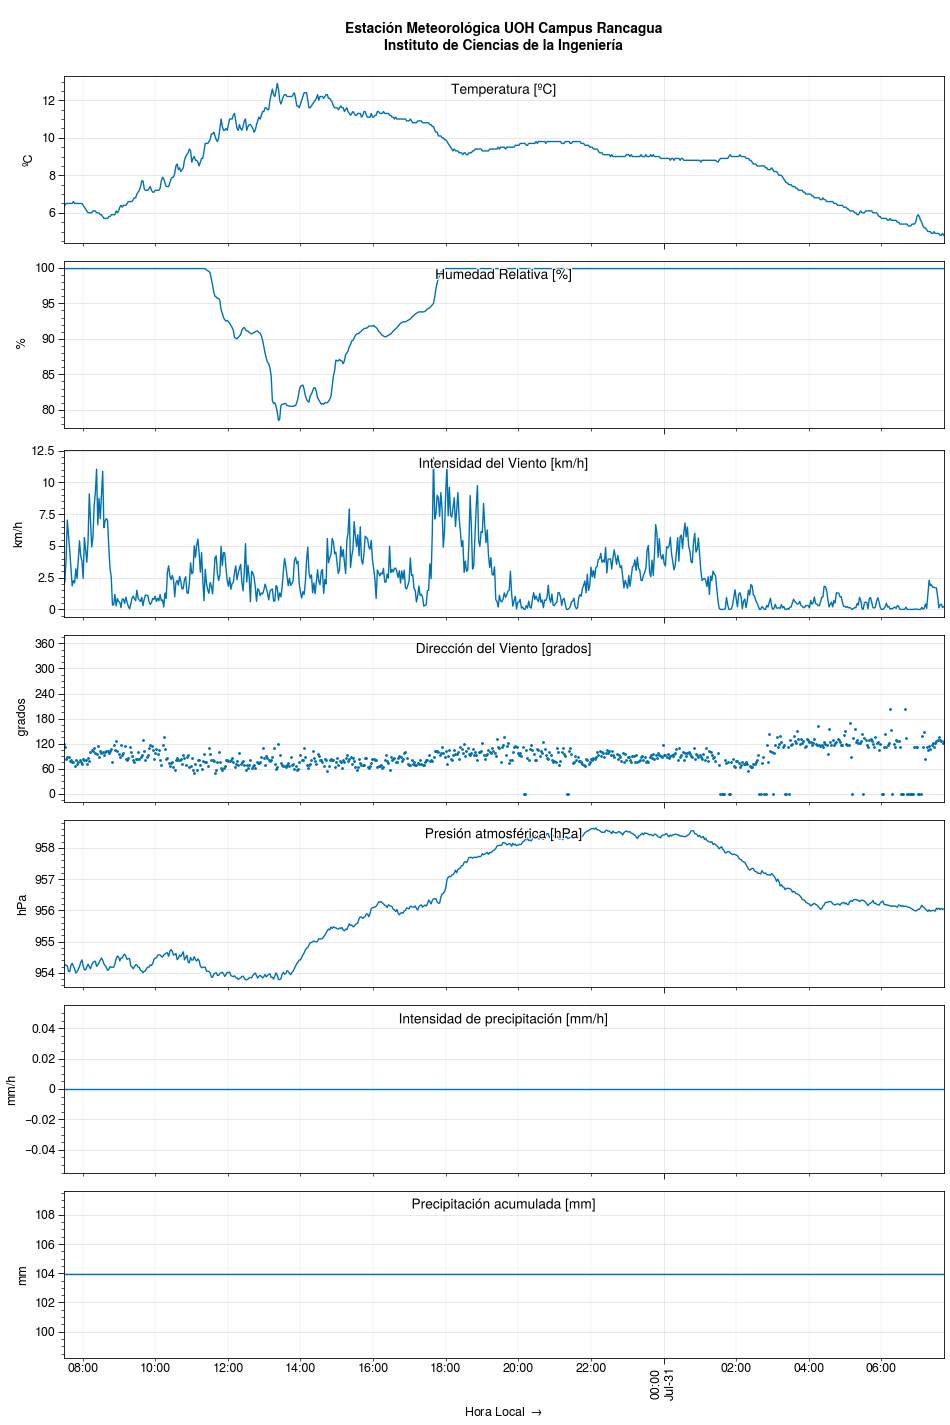 Estación Meteorológica UOH Campus Rancagua
Instituto de Ciencias de la Ingeniería
Temperatura [ºC]
ºC
12
10
8
6
Humedad Relativa [%]
%
100
95
90
85
80
Intensidad del Viento [km/h]
km/h
12.5
10
7.5
5
2.5
0
Dirección del Viento [grados]
grados
360
300
240
180
120
60
0
Presión atmosférica [hPa]
hPa
958
957
956
955
954
Intensidad de precipitación [mm/h]
mm/h
0.04
0.02
0
−0.02
−0.04
Precipitación acumulada [mm]
mm
108
106
104
102
100
08:00 10:00 12:00 14:00 16:00 18:00 20:00 22:00 00:00 02:00 04:00 06:00
Jul-31
Hora Local →